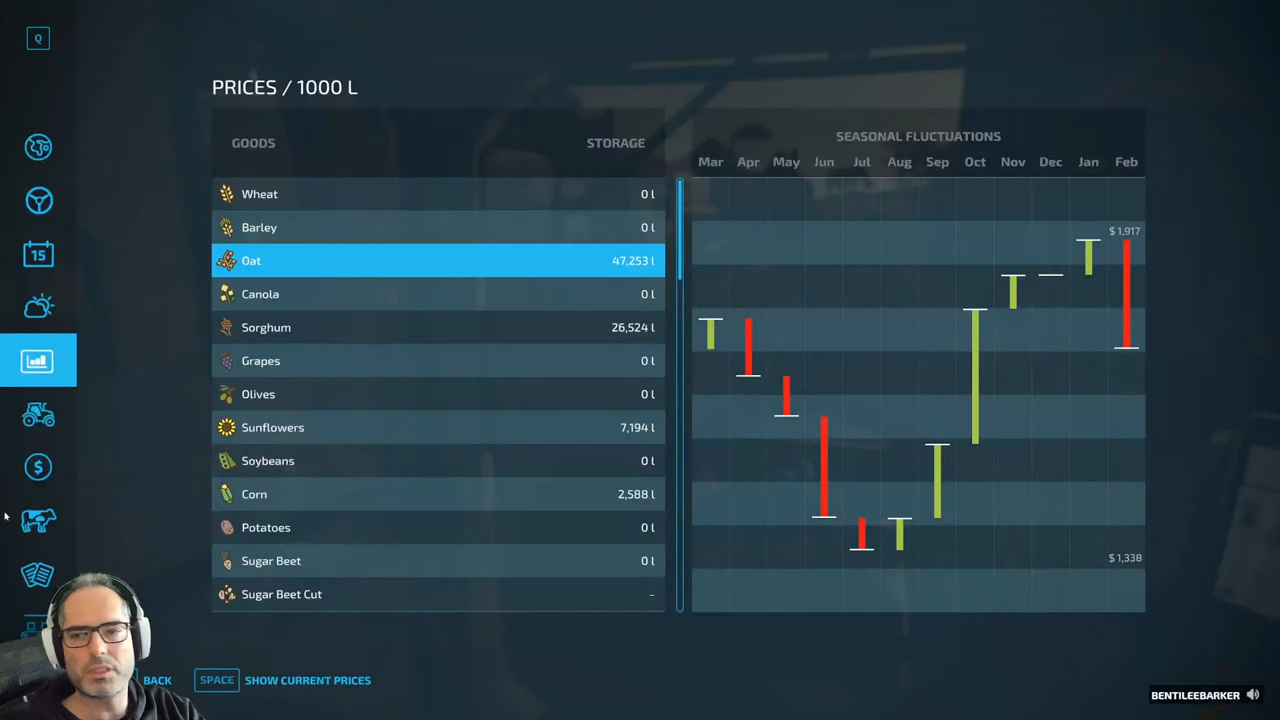 Q
PRICES / 1000 L
GOODS STORAGE
SEASONAL FLUCTUATIONS
Mar Apr May Jun Jul Aug Sep Oct Nov Dec Jan Feb
Wheat 0 l
Barley 0 l
$ 1,917
15
Oat 47,253 l
Canola 0 l
Sorghum 26,524 l
Grapes 0 l
Olives 0 l
Sunflowers 7,194 l
Soybeans 0 l
Corn 2,588 l
Potatoes 0 l
Sugar Beet 0 l
$ 1,338
Sugar Beet Cut -
BACK SPACE SHOW CURRENT PRICES
BENTILEEBARKER